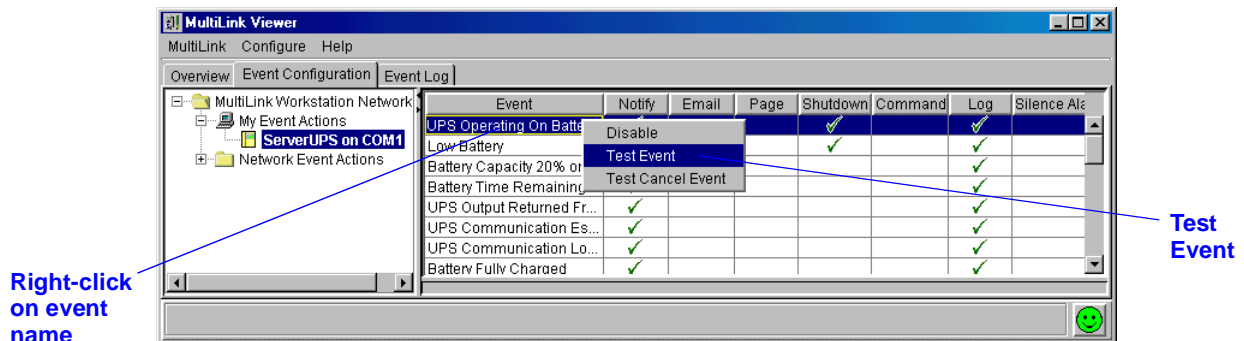 MultiLink Viewer
MultiLink Configure Help
Overview Event Configuration Event Log
MultiLink Workstation Network
My Event Actions
ServerUPS on COM1
Network Event Actions
Event Notify Email Page Shutdown Command Log Silence Ala
UPS Operating On Batte
Low Battery
Battery Capacity 20% or
Battery Time Remaining
UPS Output Returned Fr...
UPS Communication Es...
UPS Communication Lo...
Battery Fully Charged
Disable
Test Event
Test Cancel Event
Right-click
on event
name
Test
Event